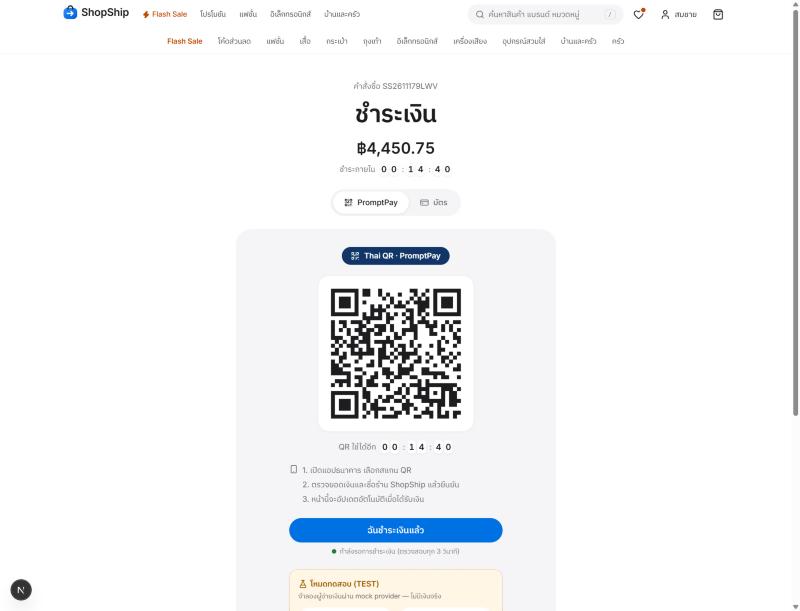 ShopShip
Flash Sale
โปรโมชัน
แฟชั่น
อิเล็กทรอนิกส์
บ้านและครัว
ค้นหาสินค้า แบรนด์ หมวดหมู่
/
สมชาย
Flash Sale
โค้ดส่วนลด
แฟชั่น
เสื้อ
กระเป๋า
รองเท้า
อิเล็กทรอนิกส์
เครื่องเสียง
อุปกรณ์สวมใส่
บ้านและครัว
ครัว
คำสั่งซื้อ SS2611179LWV
ชำระเงิน
฿4,450.75
ชำระภายใน 00:14:40
PromptPay
บัตร
Thai QR · PromptPay
QR ใช้ได้อีก 00:14:40
1. เปิดแอปธนาคาร เลือกสแกน QR
2. ตรวจยอดเงินและชื่อร้าน ShopShip แล้วยืนยัน
3. หน้านี้จะอัปเดตอัตโนมัติเมื่อได้รับเงิน
ฉันชำระเงินแล้ว
กำลังรอการชำระเงิน (ตรวจสอบทุก 3 วินาที)
โหมดทดสอบ (TEST)
จำลองผู้จ่ายเงินผ่าน mock provider — ไม่มีเงินจริง
N